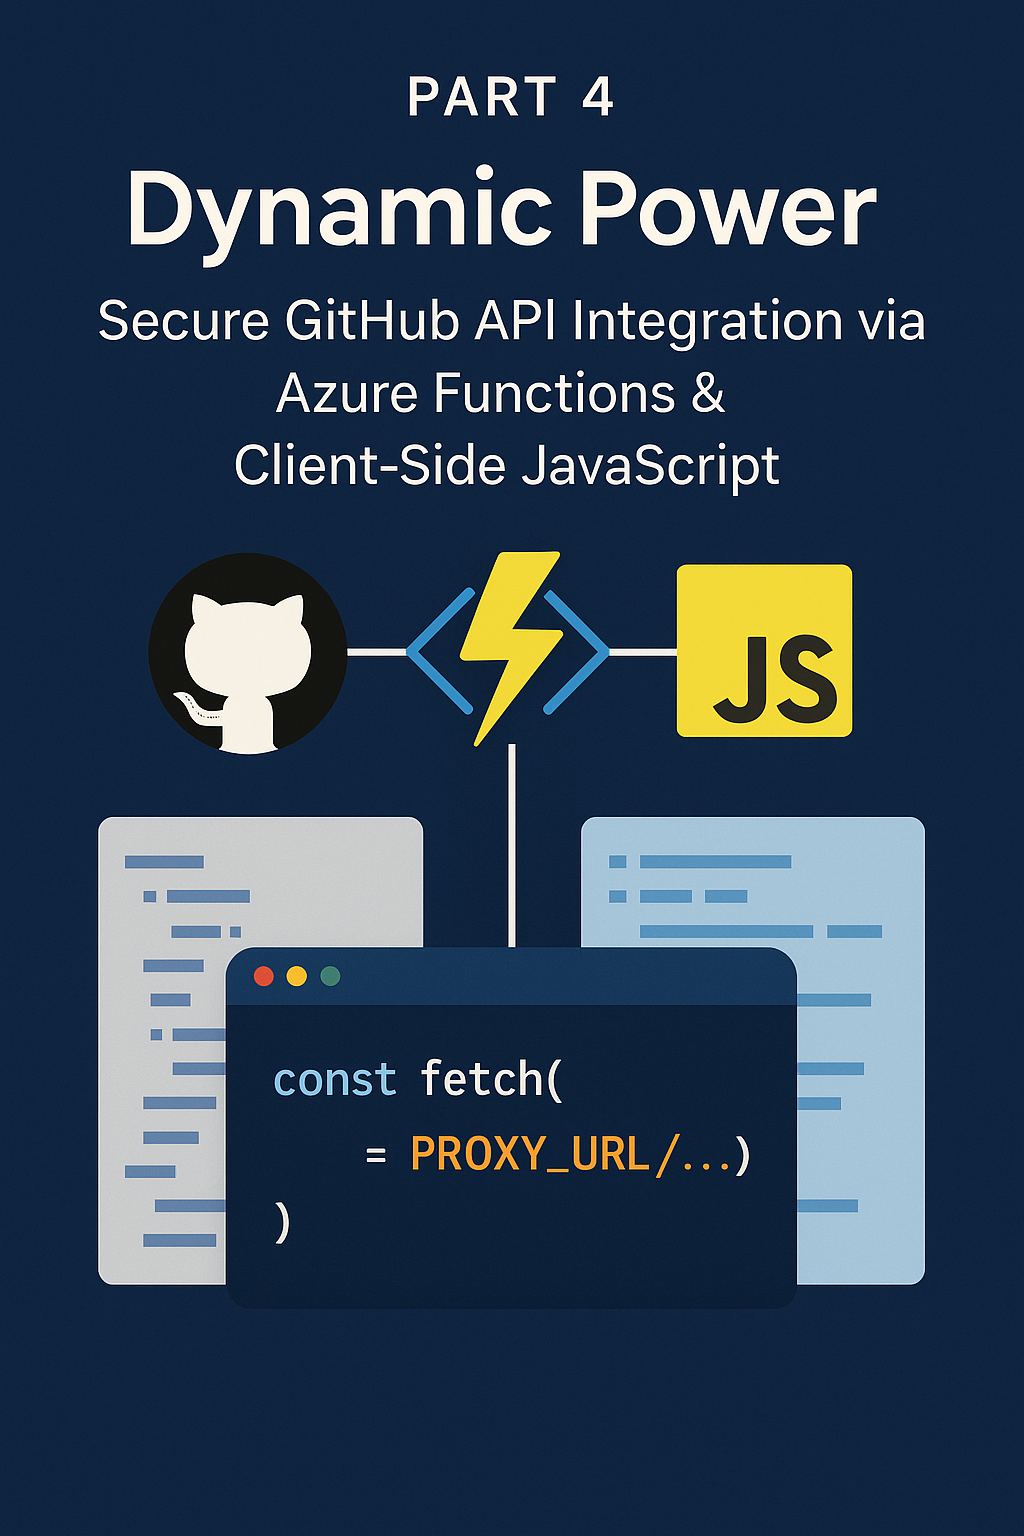 PART 4
Dynamic Power
Secure GitHub API Integration via
Azure Functions &
Client-Side JavaScript
JS
const fetch(
= PROXY_URL/...)
)